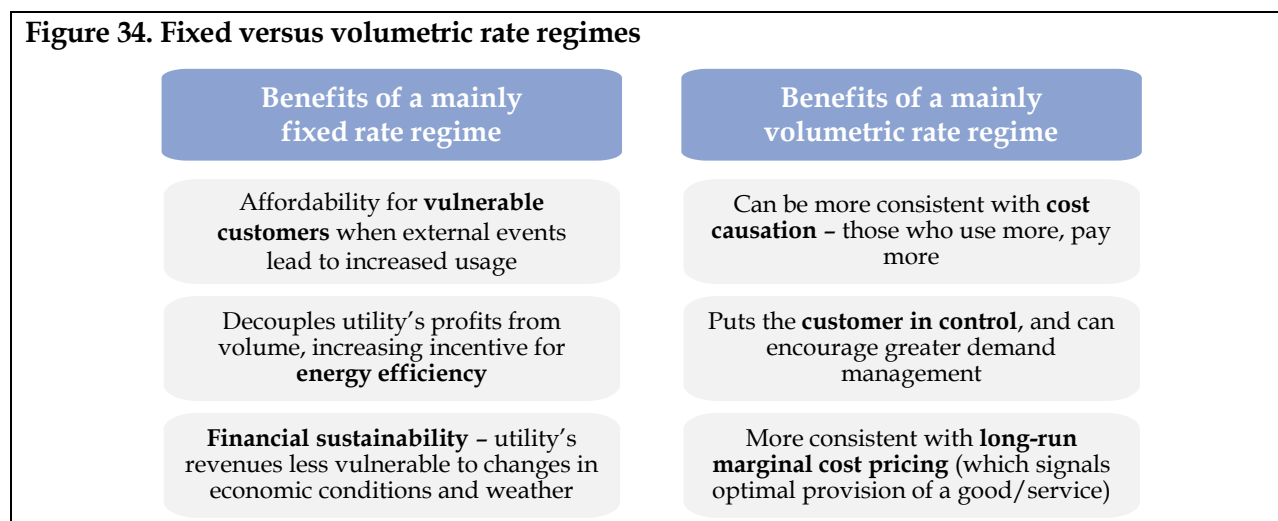 Figure 34. Fixed versus volumetric rate regimes
Benefits of a mainly
fixed rate regime
Affordability for vulnerable
customers when external events
lead to increased usage
Decouples utility's profits from
volume, increasing incentive for
energy efficiency
Financial sustainability – utility's
revenues less vulnerable to changes in
economic conditions and weather
Benefits of a mainly
volumetric rate regime
Can be more consistent with cost
causation – those who use more, pay
more
Puts the customer in control, and can
encourage greater demand
management
More consistent with long-run
marginal cost pricing (which signals
optimal provision of a good/service)